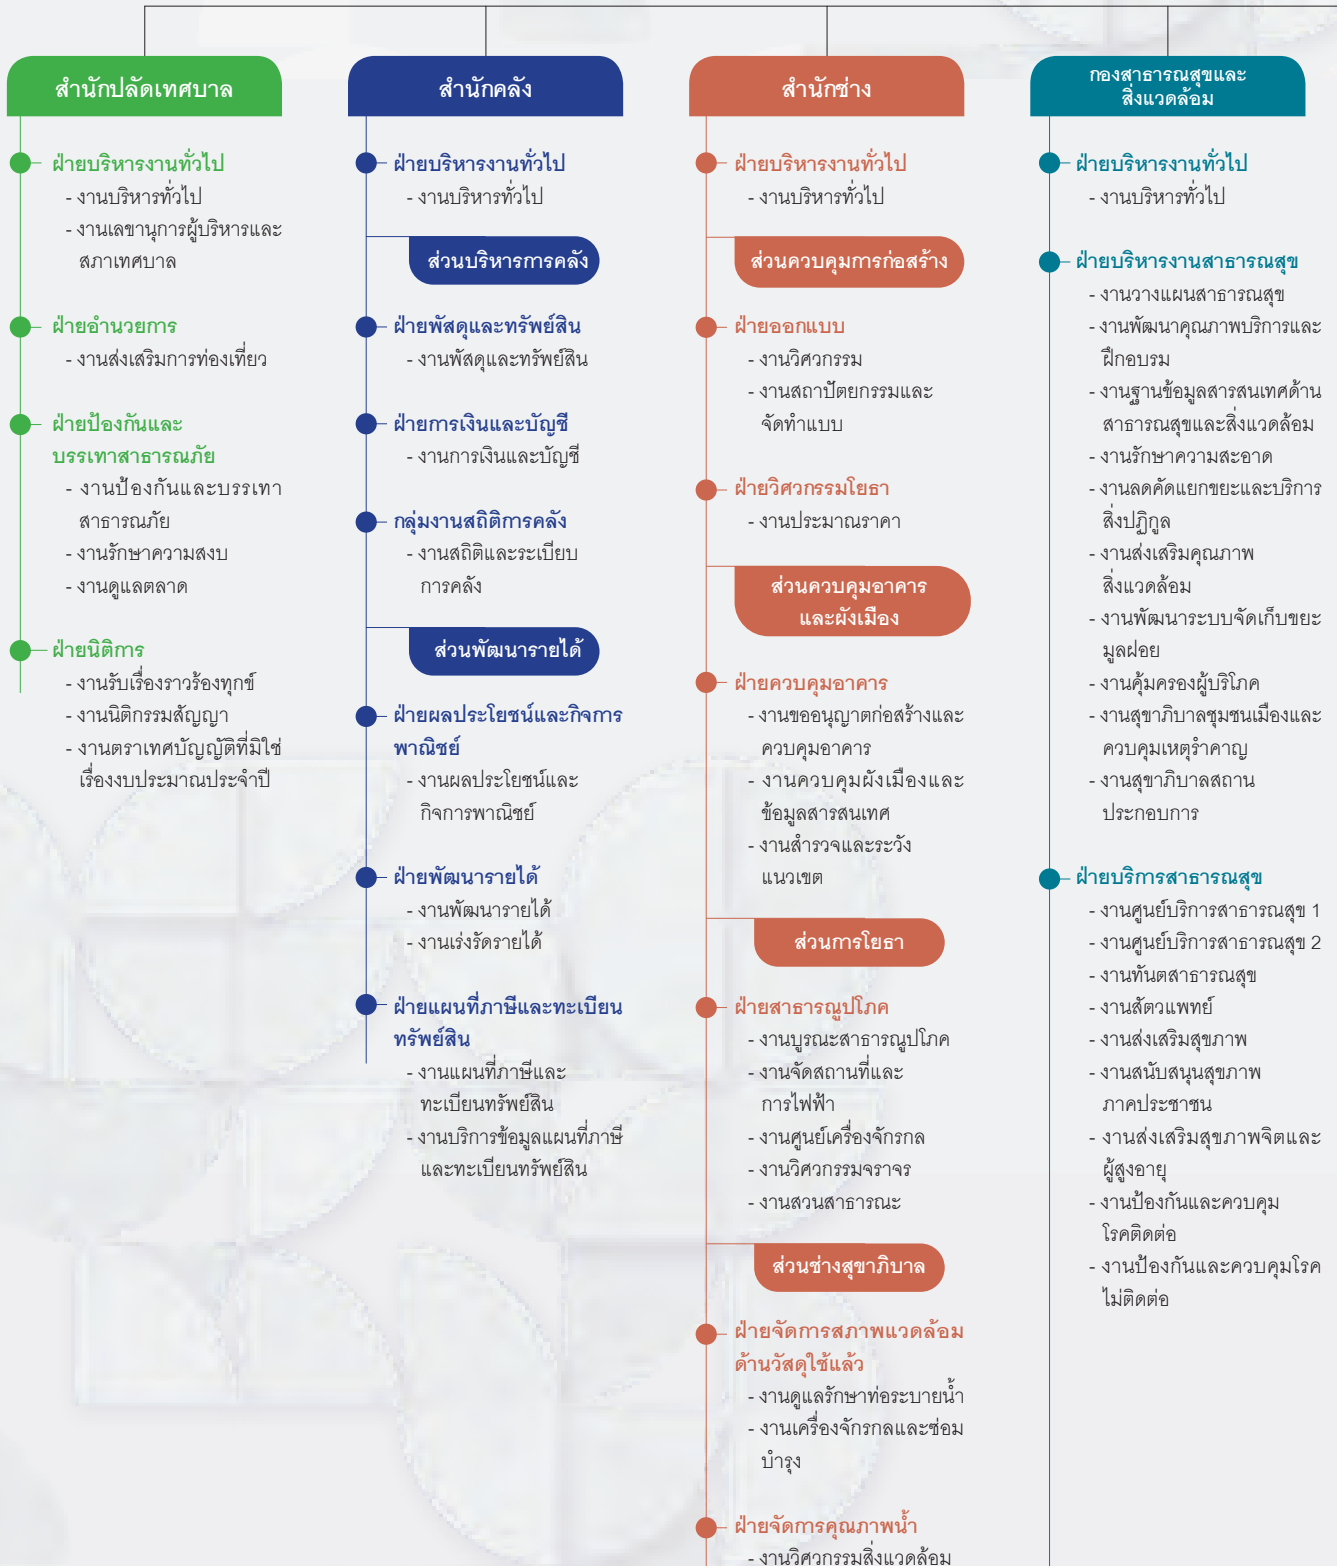 สำนักปลัดเทศบาล
ฝ่ายบริหารงานทั่วไป
- งานบริหารทั่วไป
- งานเลขานุการผู้บริหารและ
สภาเทศบาล
ฝ่ายอำนวยการ
- งานส่งเสริมการท่องเที่ยว
ฝ่ายป้องกันและ
บรรเทาสาธารณภัย
- งานป้องกันและบรรเทา
สาธารณภัย
- งานรักษาความสงบ
- งานดูแลตลาด
ฝ่ายนิติการ
- งานรับเรื่องราวร้องทุกข์
- งานนิติกรรมสัญญา
- งานตราเทศบัญญัติที่มิใช่
เรื่องงบประมาณประจำปี
สำนักคลัง
ฝ่ายบริหารงานทั่วไป
- งานบริหารทั่วไป
ส่วนบริหารการคลัง
ฝ่ายพัสดุและทรัพย์สิน
- งานพัสดุและทรัพย์สิน
ฝ่ายการเงินและบัญชี
- งานการเงินและบัญชี
กลุ่มงานสถิติการคลัง
- งานสถิติและระเบียบ
การคลัง
ส่วนพัฒนารายได้
ฝ่ายผลประโยชน์และกิจการ
พาณิชย์
- งานผลประโยชน์และ
กิจการพาณิชย์
ฝ่ายพัฒนารายได้
- งานพัฒนารายได้
- งานเร่งรัดรายได้
ฝ่ายแผนที่ภาษีและทะเบียน
ทรัพย์สิน
- งานแผนที่ภาษีและ
ทะเบียนทรัพย์สิน
- งานบริการข้อมูลแผนที่ภาษี
และทะเบียนทรัพย์สิน
สำนักช่าง
ฝ่ายบริหารงานทั่วไป
- งานบริหารทั่วไป
ส่วนควบคุมการก่อสร้าง
ฝ่ายออกแบบ
- งานวิศวกรรม
- งานสถาปัตยกรรมและ
จัดทำแบบ
ฝ่ายวิศวกรรมโยธา
- งานประมาณราคา
ส่วนควบคุมอาคาร
และผังเมือง
ฝ่ายควบคุมอาคาร
- งานขออนุญาตก่อสร้างและ
ควบคุมอาคาร
- งานควบคุมผังเมืองและ
ข้อมูลสารสนเทศ
- งานสำรวจและระวัง
แนวเขต
ส่วนการโยธา
ฝ่ายสาธารณูปโภค
- งานบูรณะสาธารณูปโภค
- งานจัดสถานที่และ
การไฟฟ้า
- งานศูนย์เครื่องจักรกล
- งานวิศวกรรมจราจร
- งานสวนสาธารณะ
ส่วนช่างสุขาภิบาล
ฝ่ายจัดการสภาพแวดล้อม
ด้านวัสดุใช้แล้ว
- งานดูแลรักษาท่อระบายน้ำ
- งานเครื่องจักรกลและซ่อม
บำรุง
ฝ่ายจัดการคุณภาพน้ำ
- งานวิศวกรรมสิ่งแวดล้อม
กองสาธารณสุขและ
สิ่งแวดล้อม
ฝ่ายบริหารงานทั่วไป
- งานบริหารทั่วไป
ฝ่ายบริหารงานสาธารณสุข
- งานวางแผนสาธารณสุข
- งานพัฒนาคุณภาพบริการและ
ฝึกอบรม
- งานฐานข้อมูลสารสนเทศด้าน
สาธารณสุขและสิ่งแวดล้อม
- งานรักษาความสะอาด
- งานลดคัดแยกขยะและบริการ
สิ่งปฏิกูล
- งานส่งเสริมคุณภาพ
สิ่งแวดล้อม
- งานพัฒนาระบบจัดเก็บขยะ
มูลฝอย
- งานคุ้มครองผู้บริโภค
- งานสุขาภิบาลชุมชนเมืองและ
ควบคุมเหตุรำคาญ
- งานสุขาภิบาลสถาน
ประกอบการ
ฝ่ายบริการสาธารณสุข
- งานศูนย์บริการสาธารณสุข 1
- งานศูนย์บริการสาธารณสุข 2
- งานทันตสาธารณสุข
- งานสัตวแพทย์
- งานส่งเสริมสุขภาพ
- งานสนับสนุนสุขภาพ
ภาคประชาชน
- งานส่งเสริมสุขภาพจิตและ
ผู้สูงอายุ
- งานป้องกันและควบคุม
โรคติดต่อ
- งานป้องกันและควบคุมโรค
ไม่ติดต่อ